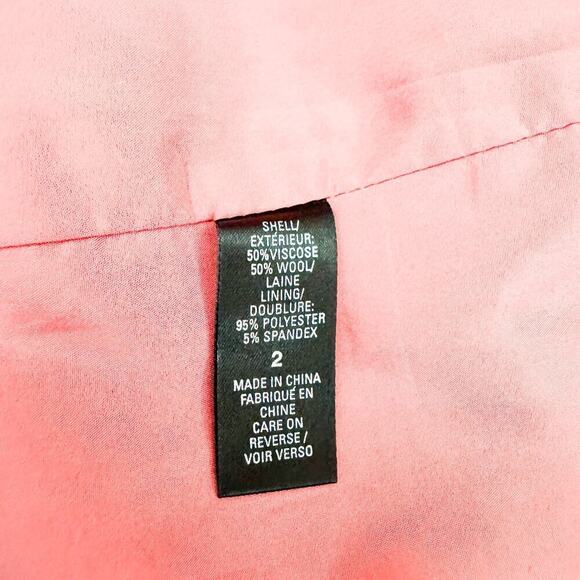 SHELL/
EXTÉRIEUR:
50%VISCOSE
50% WOOL/
LAINE
LINING/
DOUBLURE:
95% POLYESTER
5% SPANDEX
2
MADE IN CHINA
FABRIQUÉ EN
CHINE
CARE ON
REVERSE/
VOIR VERSO